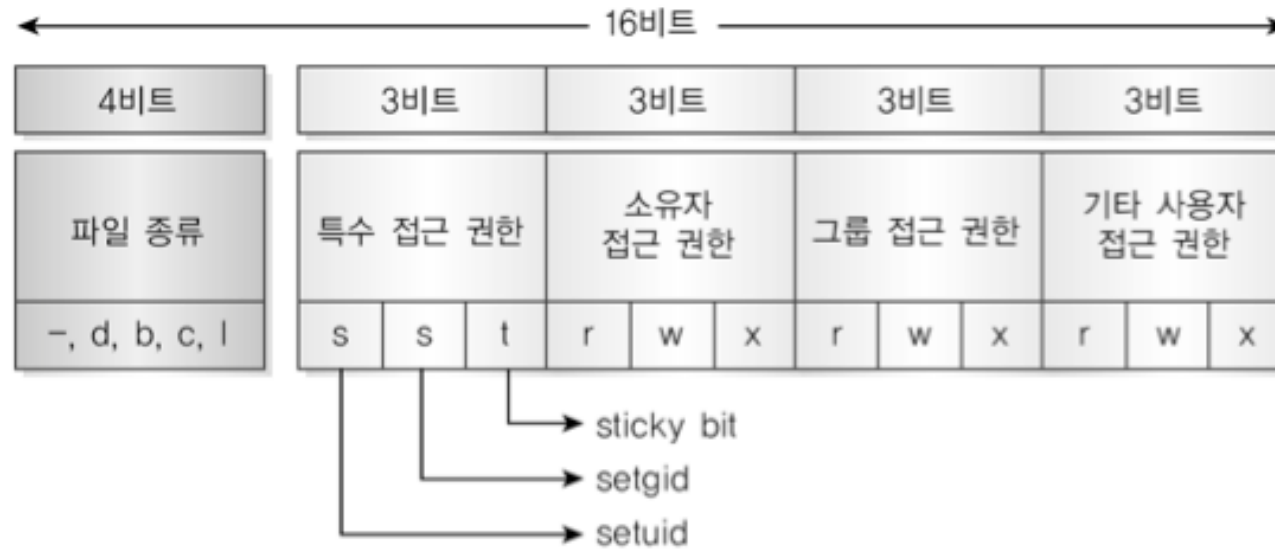 16비트
4비트 3비트 3비트 3비트 3비트
파일 종류 특수 접근 권한 소유자 접근 권한 그룹 접근 권한 기타 사용자 접근 권한
-, d, b, c, l s s t r w x r w x r w x
sticky bit
setgid
setuid